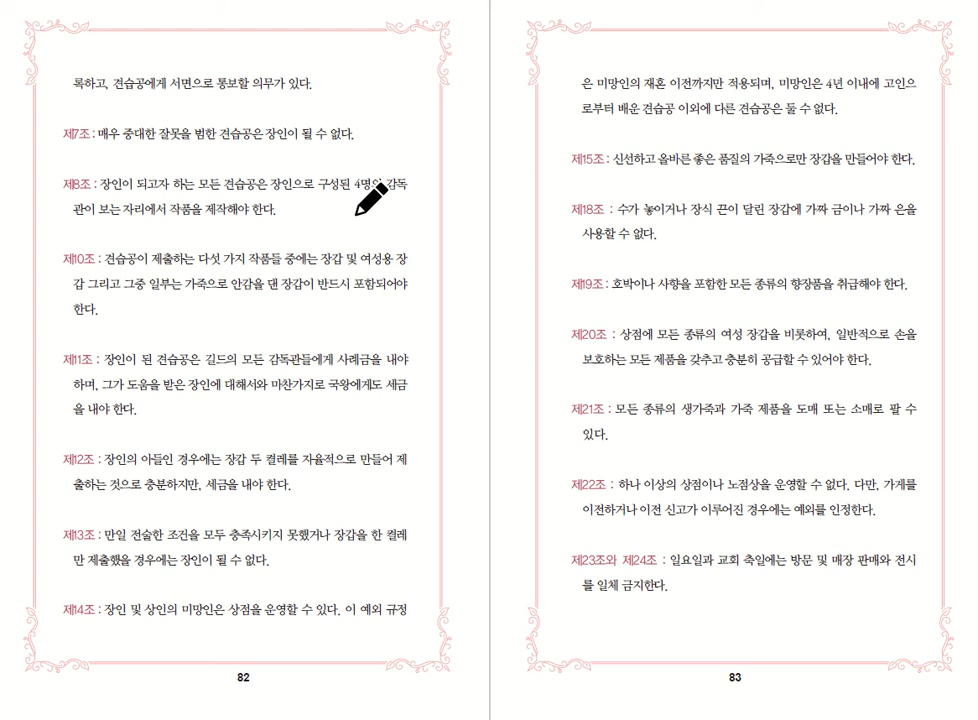 록하고, 견습공에게 서면으로 통보할 의무가 있다.
제7조 : 매우 중대한 잘못을 범한 견습공은 장인이 될 수 없다.
제8조 : 장인이 되고자 하는 모든 견습공은 장인으로 구성된 4명의 감독
관이 보는 자리에서 작품을 제작해야 한다.
제10조 : 견습공이 제출하는 다섯 가지 작품들 중에는 장갑 및 여성용 장
갑 그리고 그중 일부는 가죽으로 안감을 댄 장갑이 반드시 포함되어야
한다.
제11조 : 장인이 된 견습공은 길드의 모든 감독관들에게 사례금을 내야
하며, 그가 도움을 받은 장인에 대해서와 마찬가지로 국왕에게도 세금
을 내야 한다.
제12조 : 장인의 아들인 경우에는 장갑 두 켤레를 자율적으로 만들어 제
출하는 것으로 충분하지만, 세금을 내야 한다.
제13조 : 만일 전술한 조건을 모두 충족시키지 못했거나 장갑을 한 켤레
만 제출했을 경우에는 장인이 될 수 없다.
제14조 : 장인 및 상인의 미망인은 상점을 운영할 수 있다. 이 예외 규정
82
은 미망인의 재혼 이전까지만 적용되며, 미망인은 4년 이내에 고인으
로부터 배운 견습공 이외에 다른 견습공은 둘 수 없다.
제15조 : 신선하고 올바른 좋은 품질의 가죽으로만 장갑을 만들어야 한다.
제18조 : 수가 놓이거나 장식 끈이 달린 장갑에 가짜 금이나 가짜 은을
사용할 수 없다.
제19조 : 호박이나 사향을 포함한 모든 종류의 향장품을 취급해야 한다.
제20조 : 상점에 모든 종류의 여성 장갑을 비롯하여, 일반적으로 손을
보호하는 모든 제품을 갖추고 충분히 공급할 수 있어야 한다.
제21조 : 모든 종류의 생가죽과 가죽 제품을 도매 또는 소매로 팔 수
있다.
제22조 : 하나 이상의 상점이나 노점상을 운영할 수 없다. 다만, 가게를
이전하거나 이전 신고가 이루어진 경우에는 예외를 인정한다.
제23조와 제24조 : 일요일과 교회 축일에는 방문 및 매장 판매와 전시
를 일체 금지한다.
83